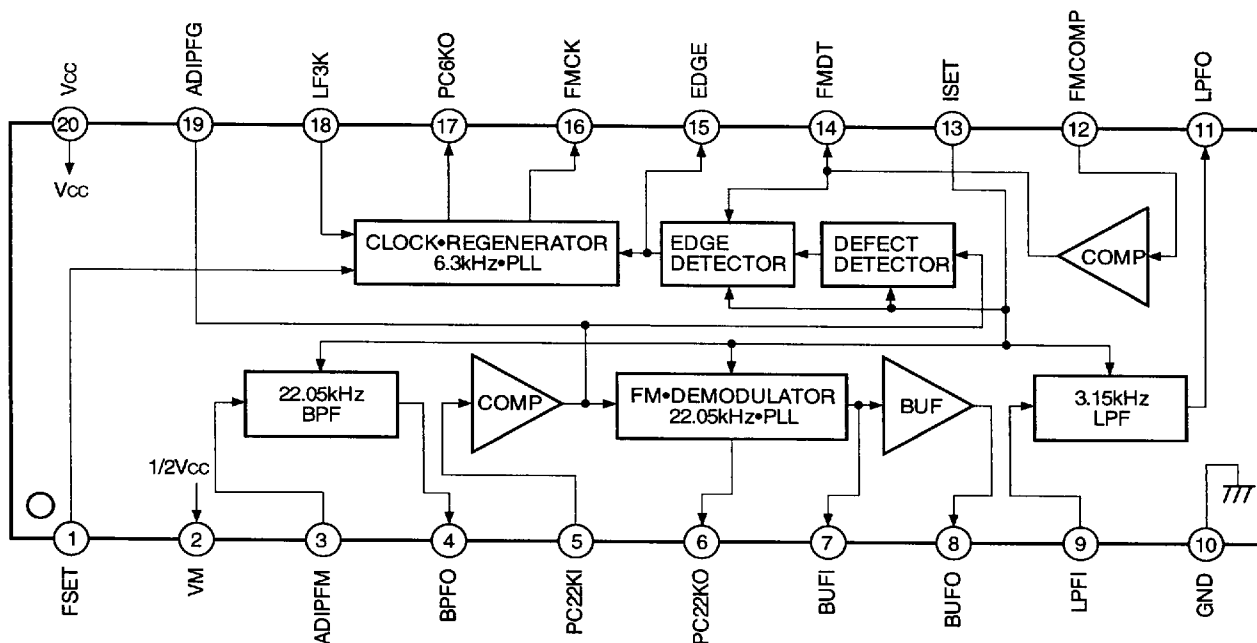 Vcc
ADIPFG
LF3K
PC6KO
FMCK
EDGE
FMDT
ISET
FMCOMP
LPFO
20
19
18
17
16
15
14
13
12
11
Vcc
CLOCK•REGENERATOR
6.3kHz•PLL
EDGE
DETECTOR
DEFECT
DETECTOR
COMP
22.05kHz
BPF
COMP
FM•DEMODULATOR
22.05kHz•PLL
BUF
3.15kHz
LPF
1/2Vcc
1
2
3
4
5
6
7
8
9
10
FSET
VM
ADIPFM
BPFO
PC22KI
PC22KO
BUFI
BUFO
LPFI
GND